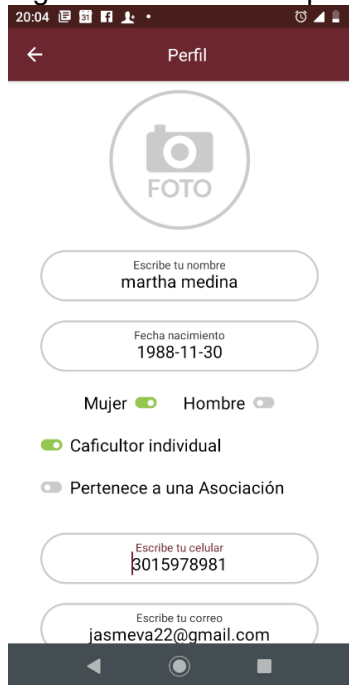 20:04
31
Perfil
FOTO
Escribe tu nombre
martha medina
Fecha nacimiento
1988-11-30
Mujer Hombre
Caficultor individual
Pertenece a una Asociación
Escribe tu celular
3015978981
Escribe tu correo
jasmeva22@gmail.com